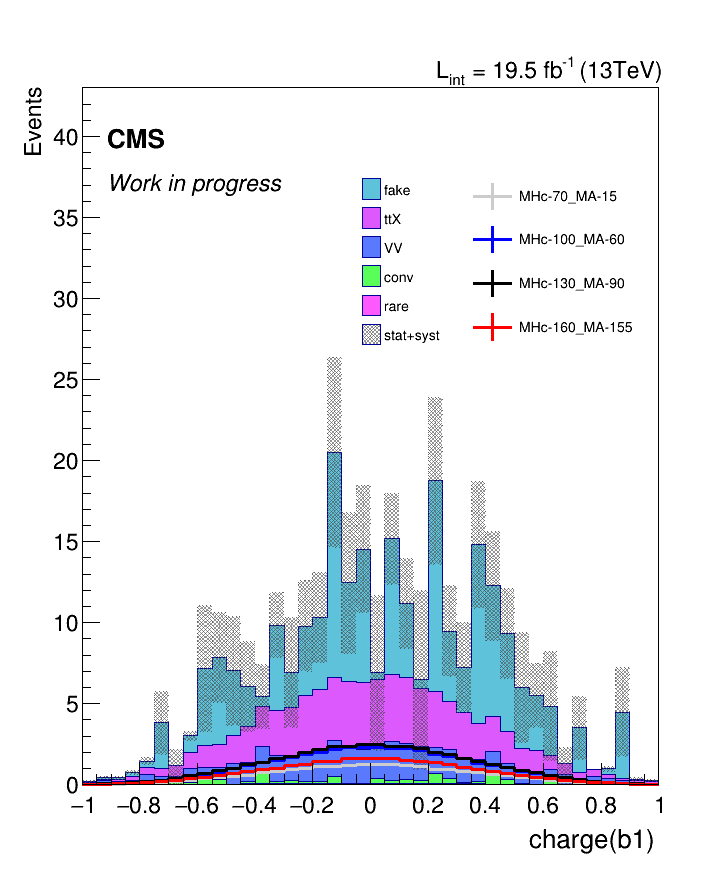 L_int = 19.5 fb^-1 (13TeV)
Events
CMS
Work in progress
fake
ttX
VV
conv
rare
stat+syst
MHc-70_MA-15
MHc-100_MA-60
MHc-130_MA-90
MHc-160_MA-155
40
35
30
25
20
15
10
5
0
−1 −0.8 −0.6 −0.4 −0.2 0 0.2 0.4 0.6 0.8 1
charge(b1)